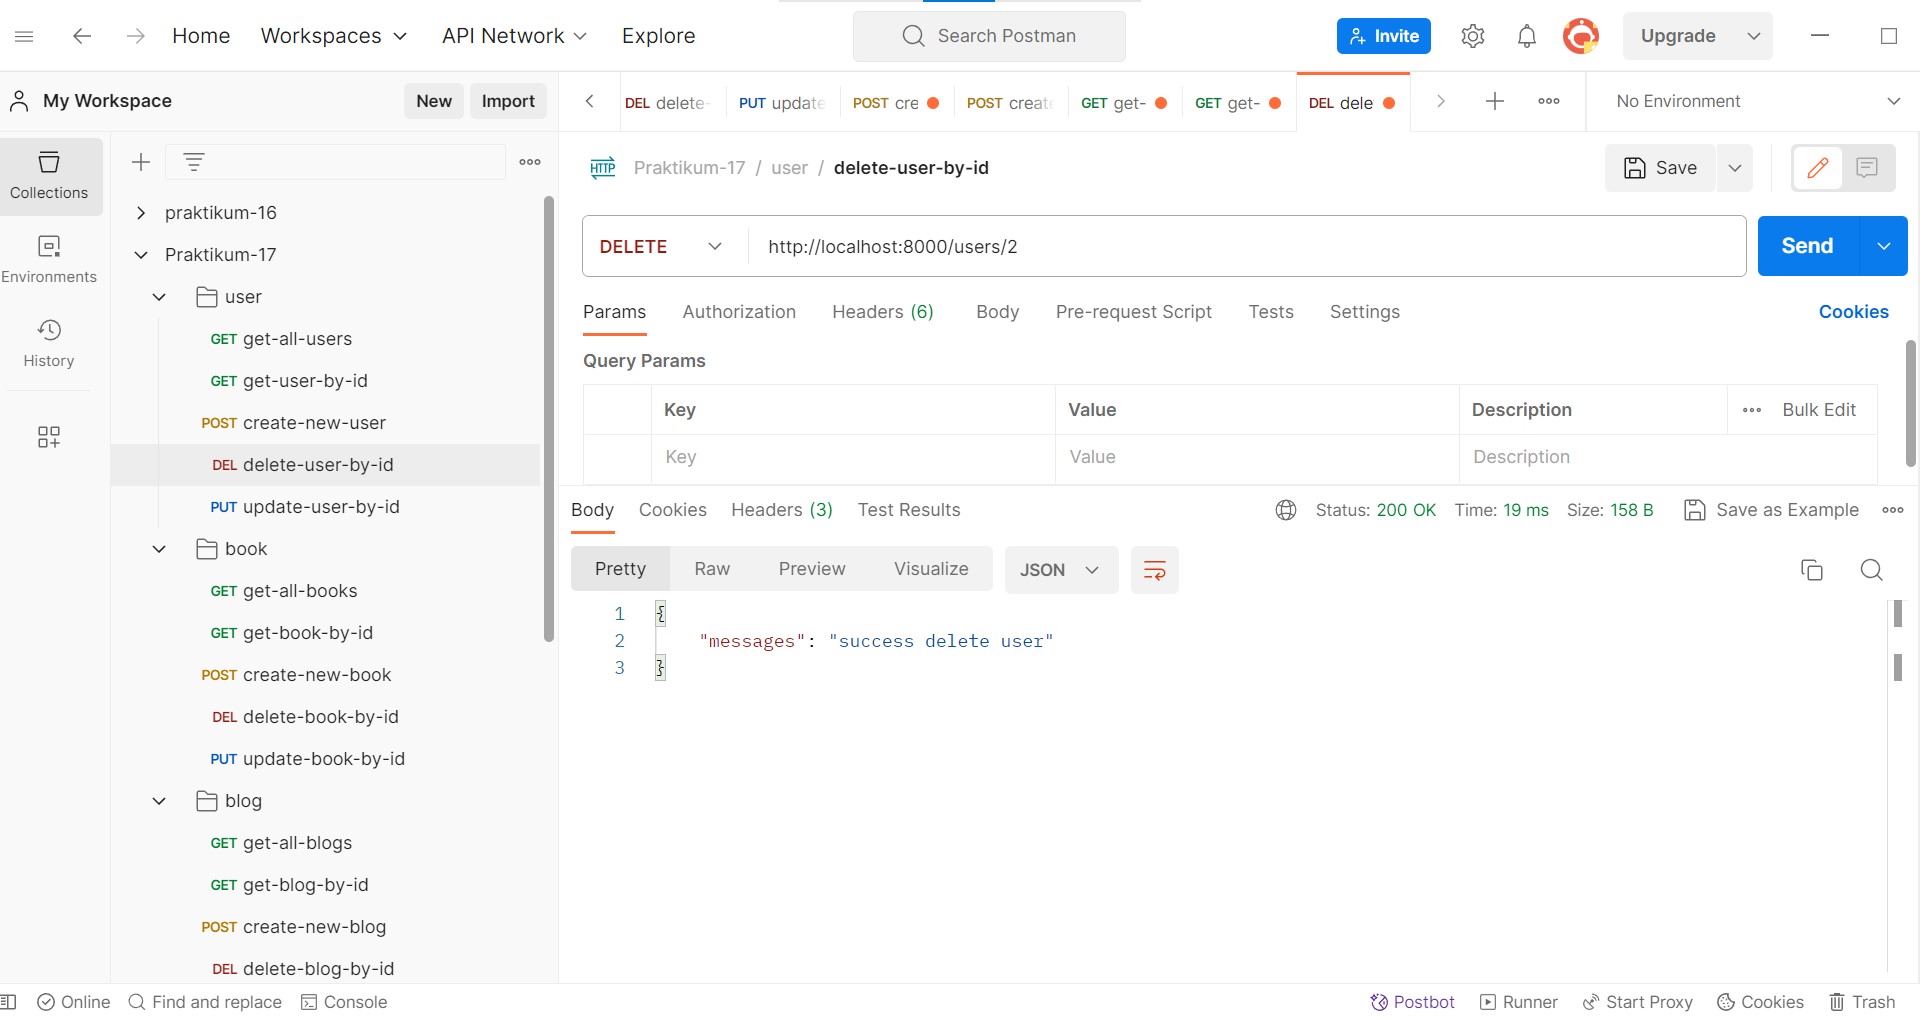 Home Workspaces API Network Explore Search Postman Invite Upgrade
My Workspace New Import DEL delete- PUT update POST cre POST create GET get- GET get- DEL dele No Environment
Collections
Environments
History
praktikum-16
Praktikum-17
user
GET get-all-users
GET get-user-by-id
POST create-new-user
DEL delete-user-by-id
PUT update-user-by-id
book
GET get-all-books
GET get-book-by-id
POST create-new-book
DEL delete-book-by-id
PUT update-book-by-id
blog
GET get-all-blogs
GET get-blog-by-id
POST create-new-blog
DEL delete-blog-by-id
HTTP Praktikum-17 / user / delete-user-by-id Save
DELETE http://localhost:8000/users/2 Send
Params Authorization Headers (6) Body Pre-request Script Tests Settings Cookies
Query Params
Key Value Description Bulk Edit
Key Value Description
Body Cookies Headers (3) Test Results Status: 200 OK Time: 19 ms Size: 158 B Save as Example
Pretty Raw Preview Visualize JSON
1 {
2 "messages": "success delete user"
3 }
Online Find and replace Console Postbot Runner Start Proxy Cookies Trash